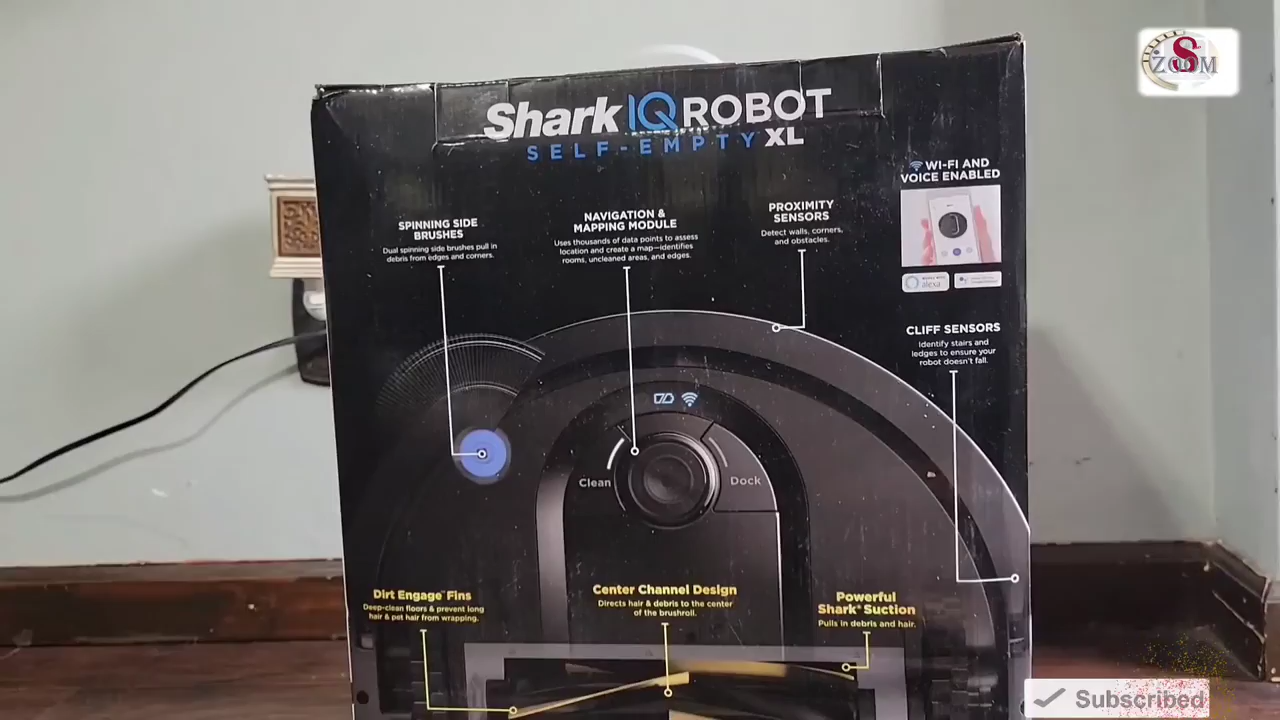 S
ZOOM
Shark IQ ROBOT
SELF-EMPTY XL
WI-FI AND
VOICE ENABLED
SPINNING SIDE
BRUSHES
Dual spinning side brushes pull in
debris from edges and corners.
NAVIGATION &
MAPPING MODULE
Uses thousands of data points to assess
location and create a map—identifies
rooms, uncleaned areas, and edges.
PROXIMITY
SENSORS
Detect walls, corners,
and obstacles.
alexa
CLIFF SENSORS
Identify stairs and
ledges to ensure your
robot doesn't fall.
Clean
Dock
Dirt Engage™ Fins
Deep-clean floors & prevent long
hair & pet hair from wrapping.
Center Channel Design
Directs hair & debris to the center
of the brushroll.
Powerful
Shark® Suction
Pulls in debris and hair.
Subscribed